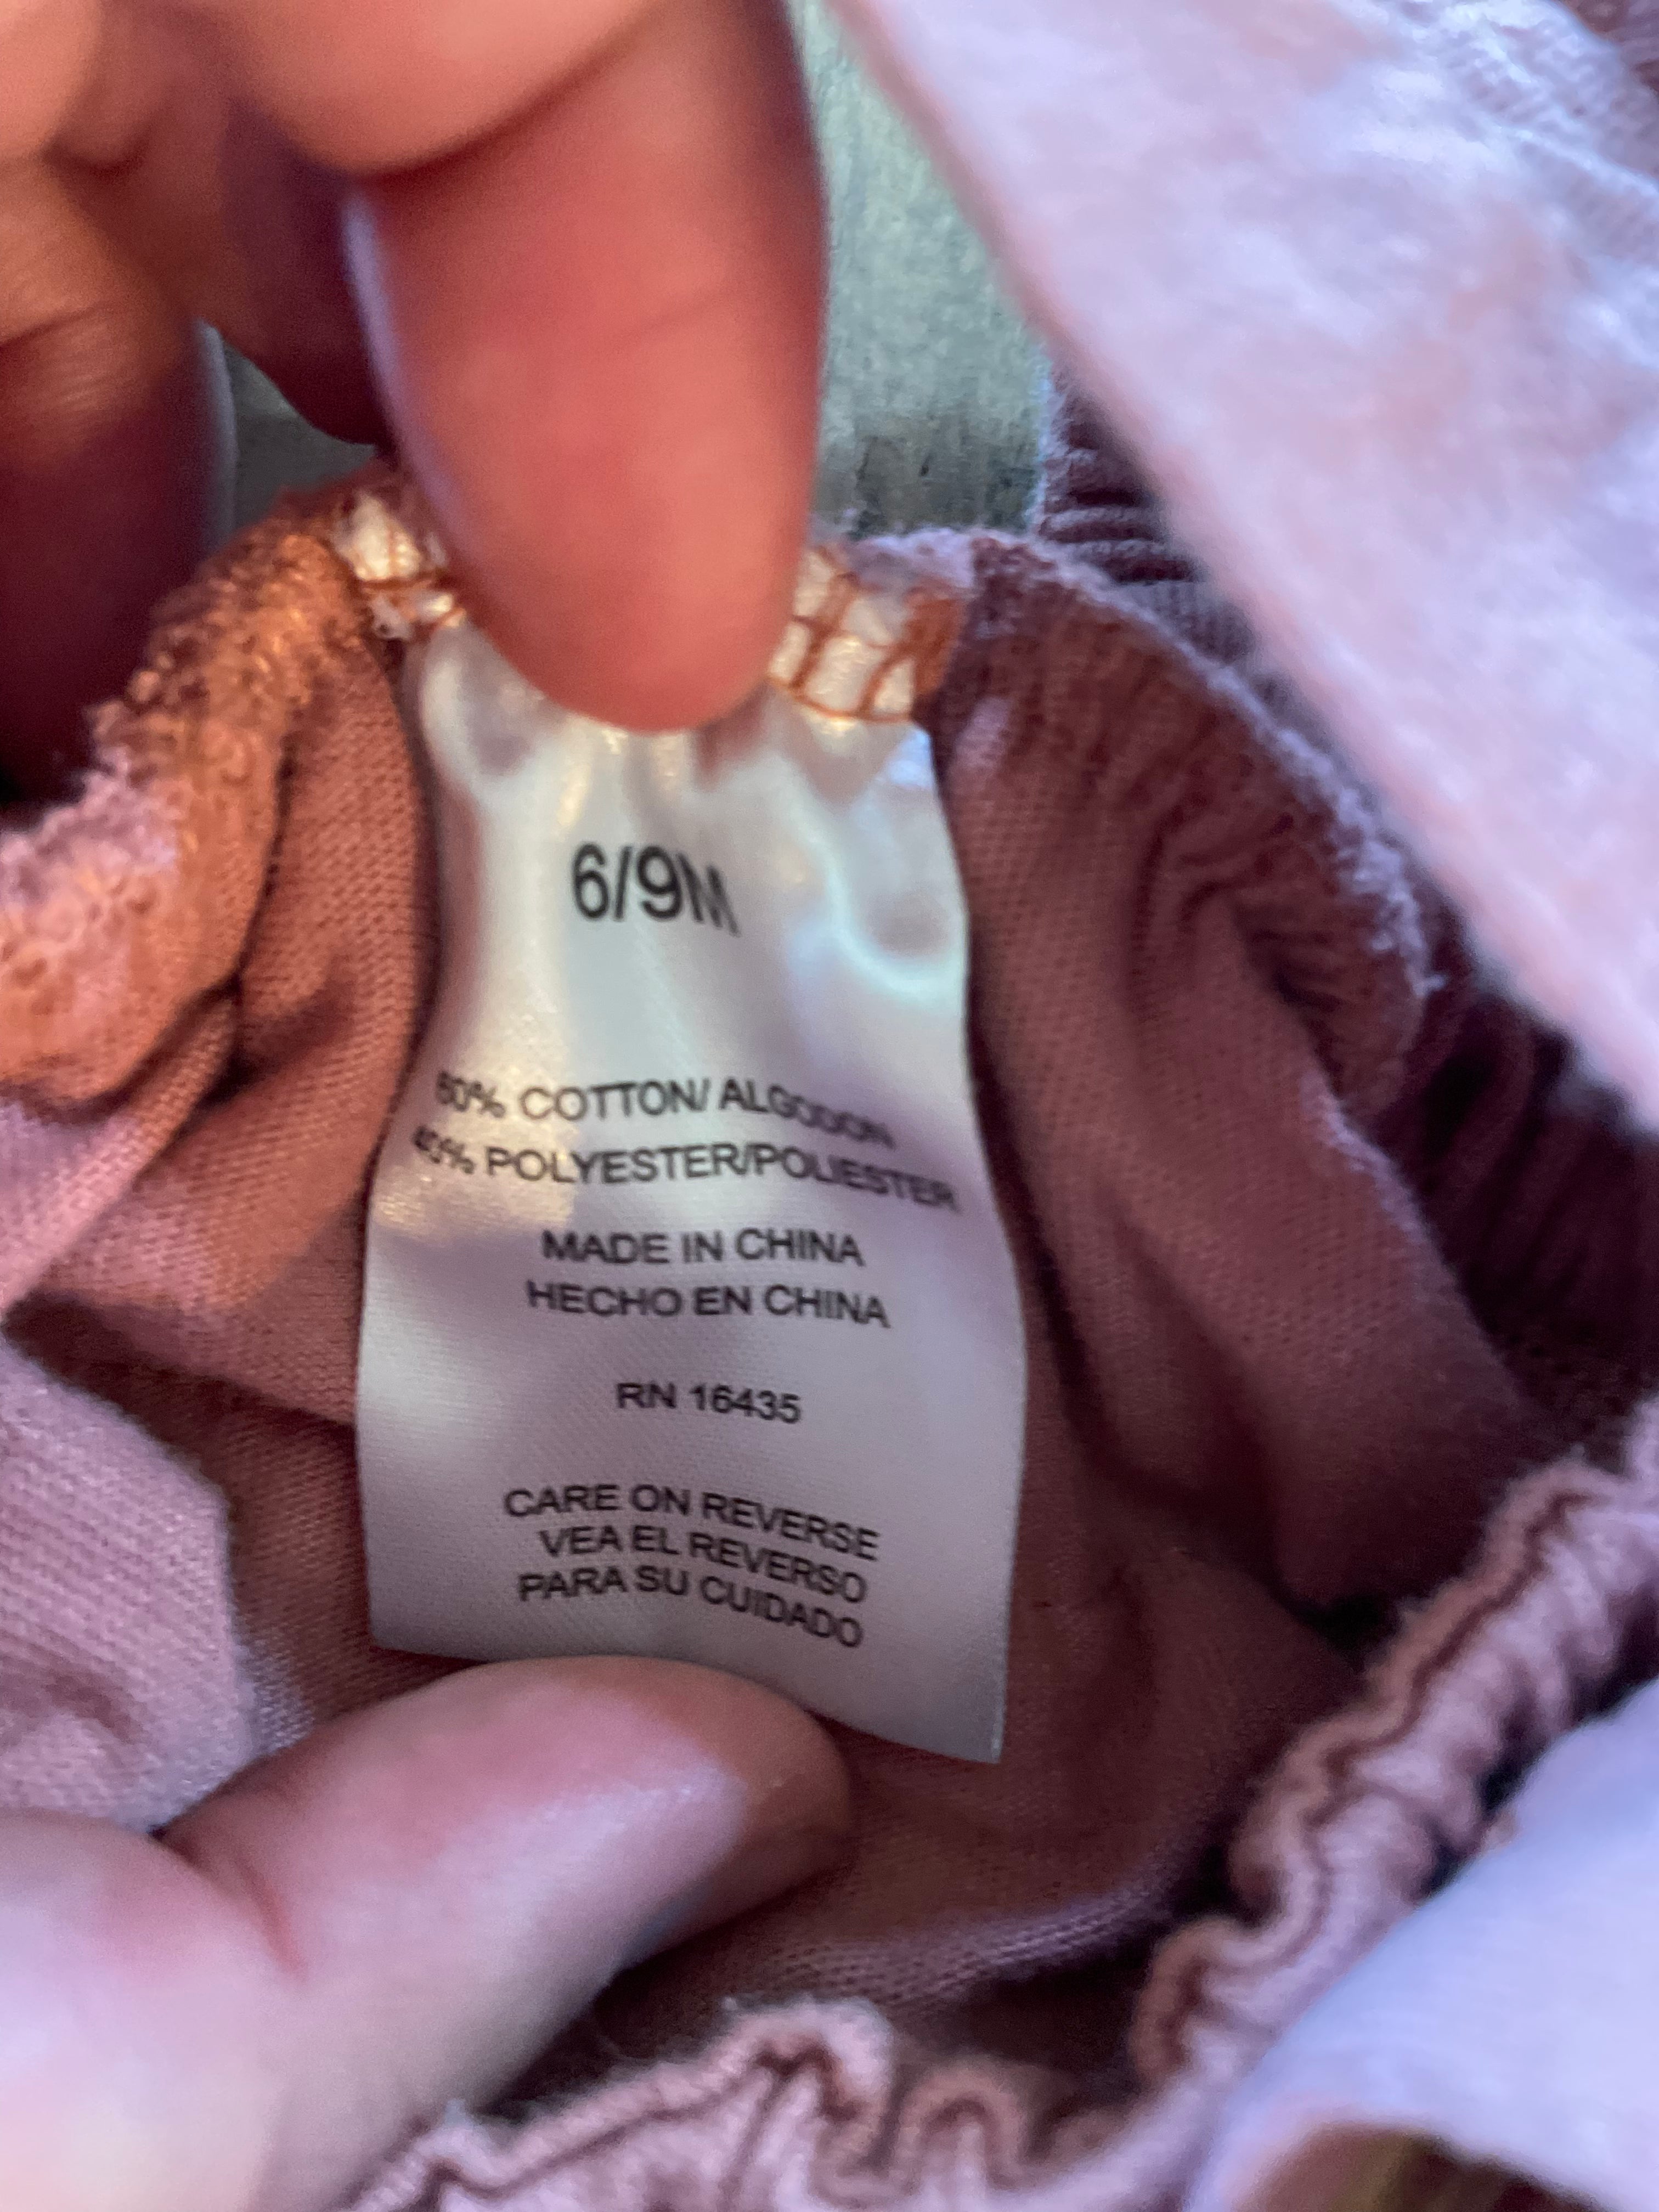 6/9M
60% COTTON/ ALGODON
40% POLYESTER/POLIESTER
MADE IN CHINA
HECHO EN CHINA
RN 16435
CARE ON REVERSE
VEA EL REVERSO
PARA SU CUIDADO